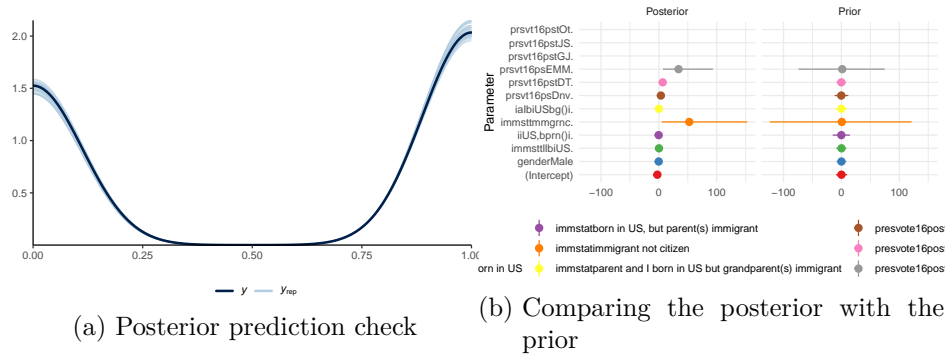 2.0
1.5
1.0
0.5
0.00
0.25
0.50
0.75
1.00
y
y rep
(a) Posterior prediction check
Posterior
Prior
Parameter
prsvt16pstOt.
prsvt16pstJS.
prsvt16pstGJ.
prsvt16psEMM.
prsvt16pstDT.
prsvt16psDnv.
ialbiUSbg()i.
immsttmmgrnc.
iiUS,bprn()i.
immsttllbiUS.
genderMale
(Intercept)
−100 0 100
−100 0 100
immstatborn in US, but parent(s) immigrant
immstatimmigrant not citizen
orn in US
immstatparent and I born in US but grandparent(s) immigrant
presvote16post
presvote16post
presvote16post
(b) Comparing the posterior with the
prior